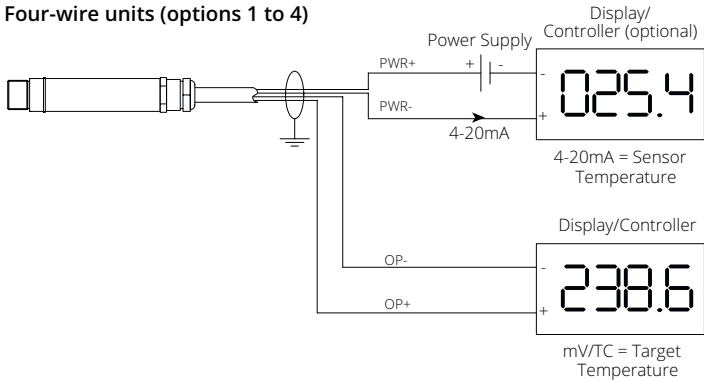 Four-wire units (options 1 to 4)
Display/
Controller (optional)
Power Supply
PWR+
+
-
-
025.4
PWR-
+
4-20mA
4-20mA = Sensor
Temperature
Display/Controller
OP-
-
238.6
OP+
+
mV/TC = Target
Temperature